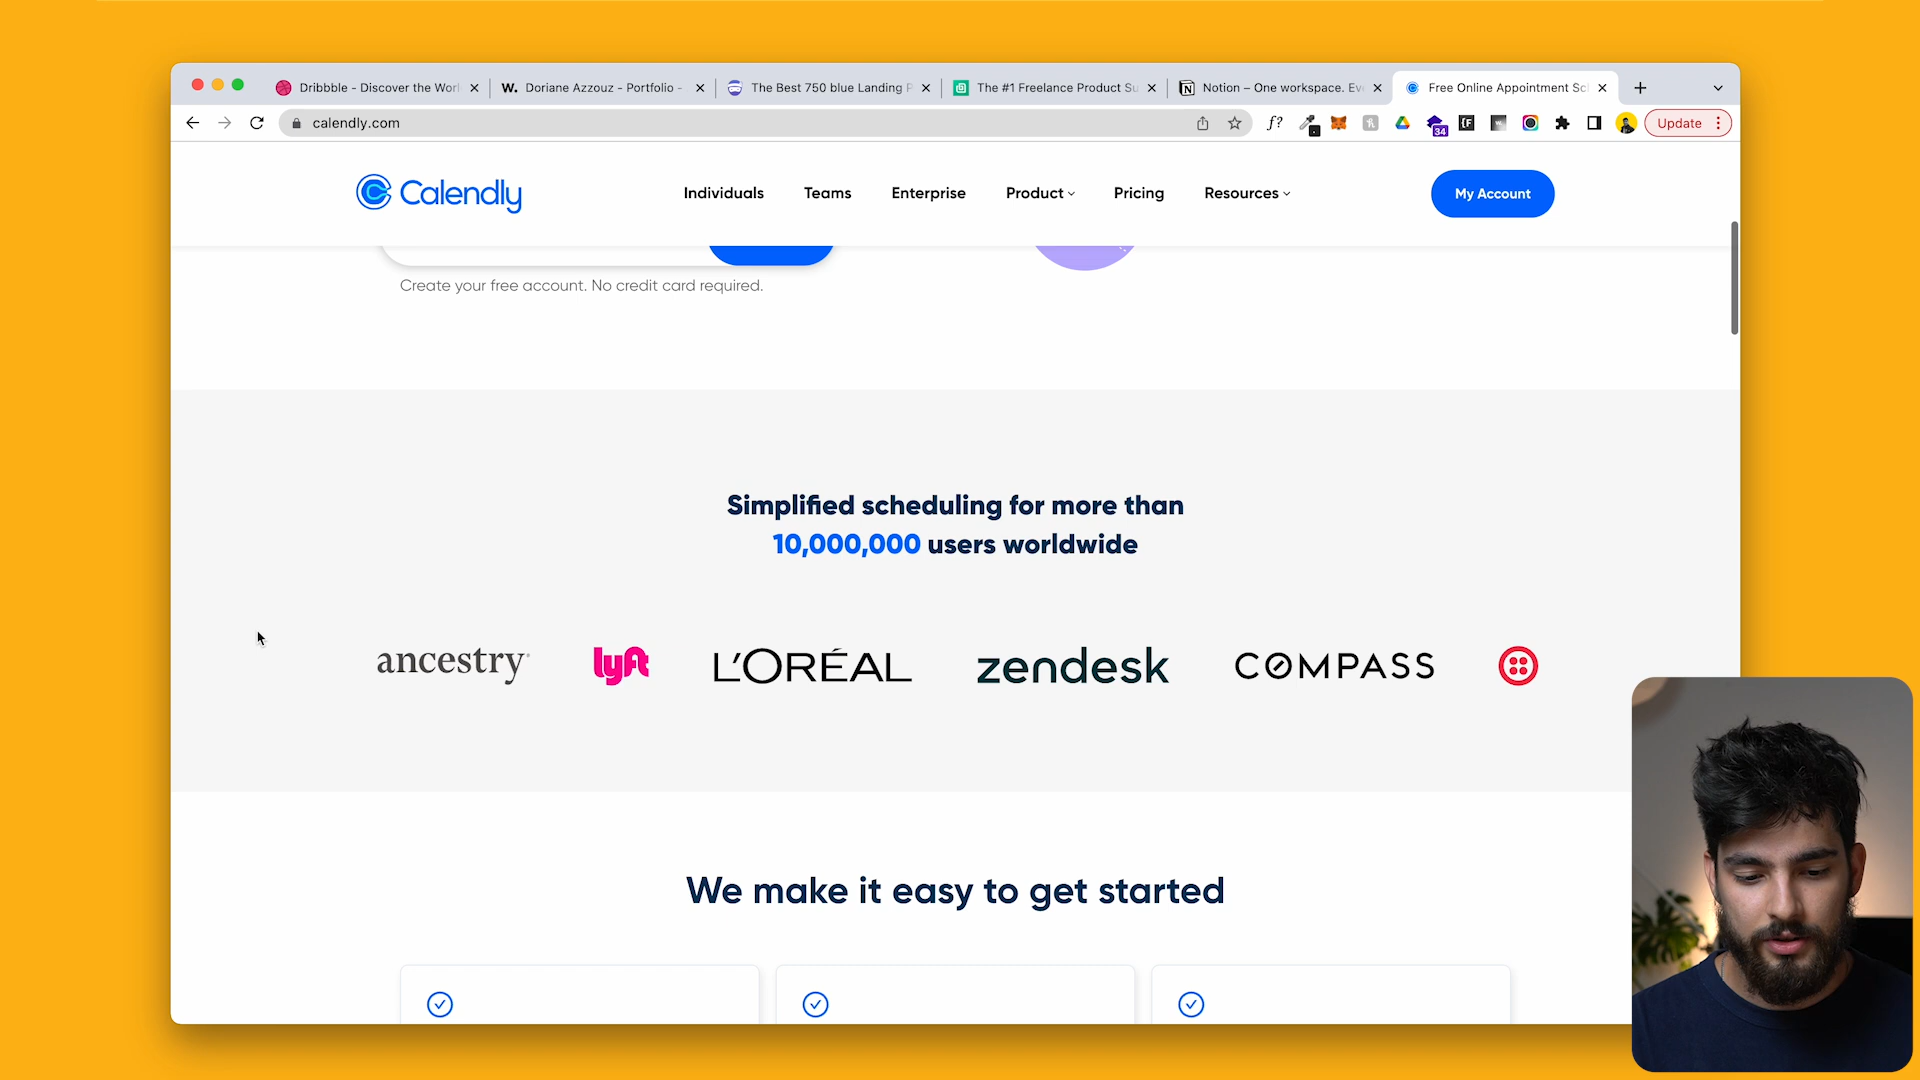 Dribbble - Discover the Worl
W. Doriane Azzouz - Portfolio -
The Best 750 blue Landing P
The #1 Freelance Product Su
Notion – One workspace. Eve
Free Online Appointment Sc
calendly.com
f?
34
Update
Calendly
Individuals
Teams
Enterprise
Product
Pricing
Resources
My Account
Create your free account. No credit card required.
Simplified scheduling for more than
10,000,000 users worldwide
ancestry
lyft
L'ORÉAL
zendesk
COMPASS
We make it easy to get started